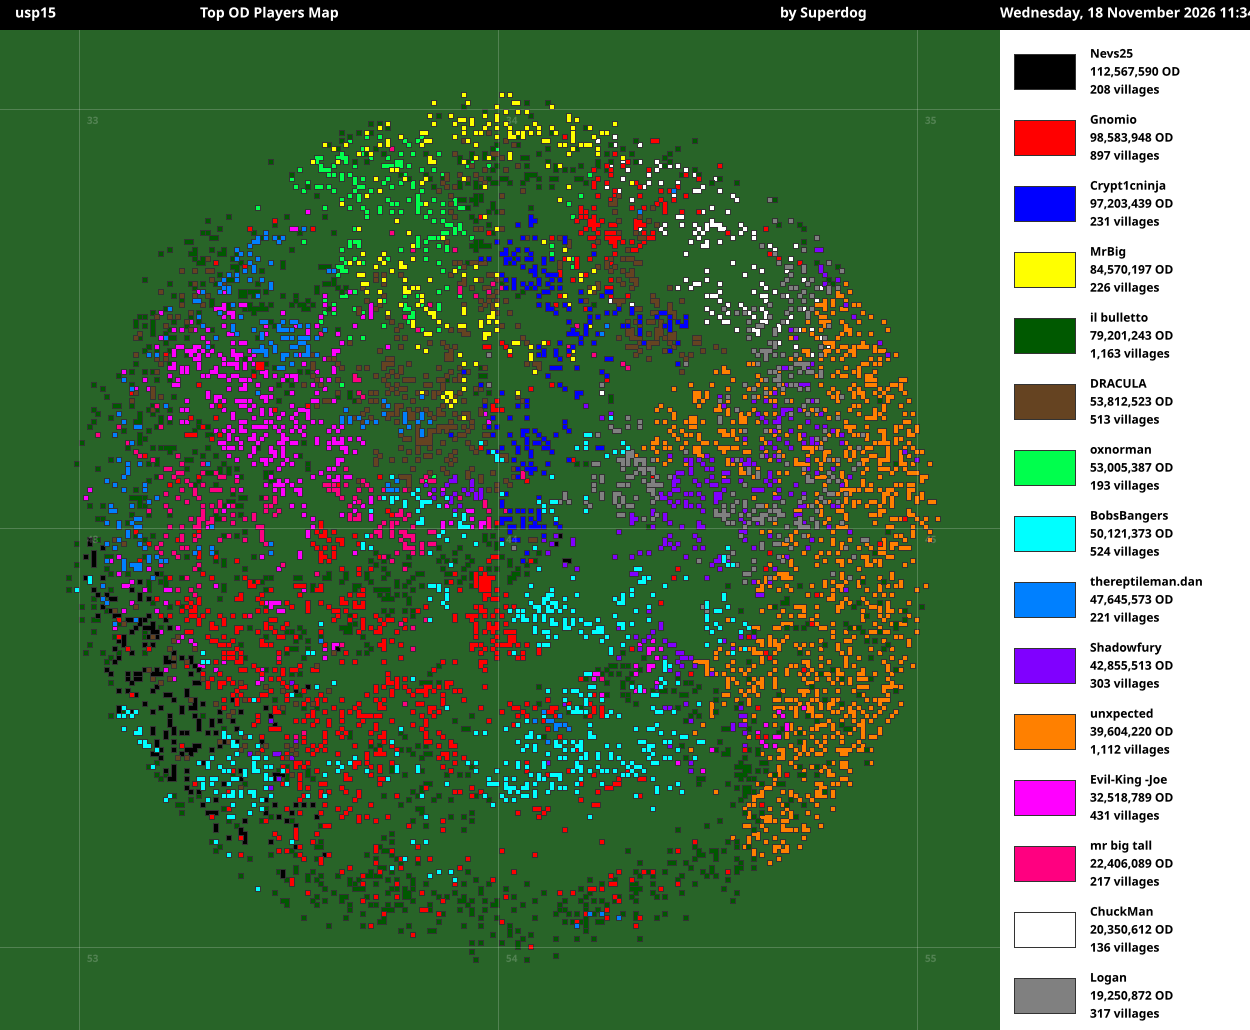 usp15
Top OD Players Map
by Superdog
Wednesday, 18 November 2026 11:34
33
34
35
53
54
55
Nevs25
112,567,590 OD
208 villages
Gnomio
98,583,948 OD
897 villages
Crypt1cninja
97,203,439 OD
231 villages
MrBig
84,570,197 OD
226 villages
il bulletto
79,201,243 OD
1,163 villages
DRACULA
53,812,523 OD
513 villages
oxnorman
53,005,387 OD
193 villages
BobsBangers
50,121,373 OD
524 villages
thereptileman.dan
47,645,573 OD
221 villages
Shadowfury
42,855,513 OD
303 villages
unxpected
39,604,220 OD
1,112 villages
Evil-King -Joe
32,518,789 OD
431 villages
mr big tall
22,406,089 OD
217 villages
ChuckMan
20,350,612 OD
136 villages
Logan
19,250,872 OD
317 villages